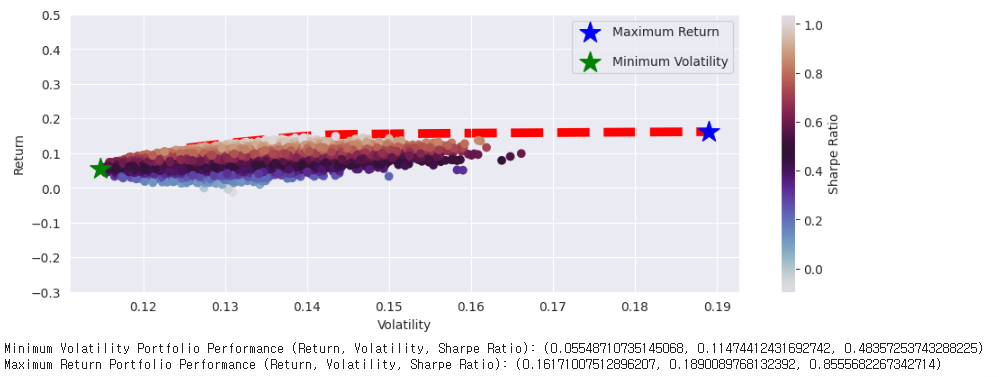 0.5
0.4
0.3
0.2
0.1
0.0
−0.1
−0.2
−0.3
Return
0.12 0.13 0.14 0.15 0.16 0.17 0.18 0.19
Volatility
Maximum Return
Minimum Volatility
1.0
0.8
0.6
0.4
0.2
0.0
Sharpe Ratio
Minimum Volatility Portfolio Performance (Return, Volatility, Sharpe Ratio): (0.05548710735145068, 0.11474412431692742, 0.48357253743288225)
Maximum Return Portfolio Performance (Return, Volatility, Sharpe Ratio): (0.16171007512896207, 0.1890089768132392, 0.8555682267342714)